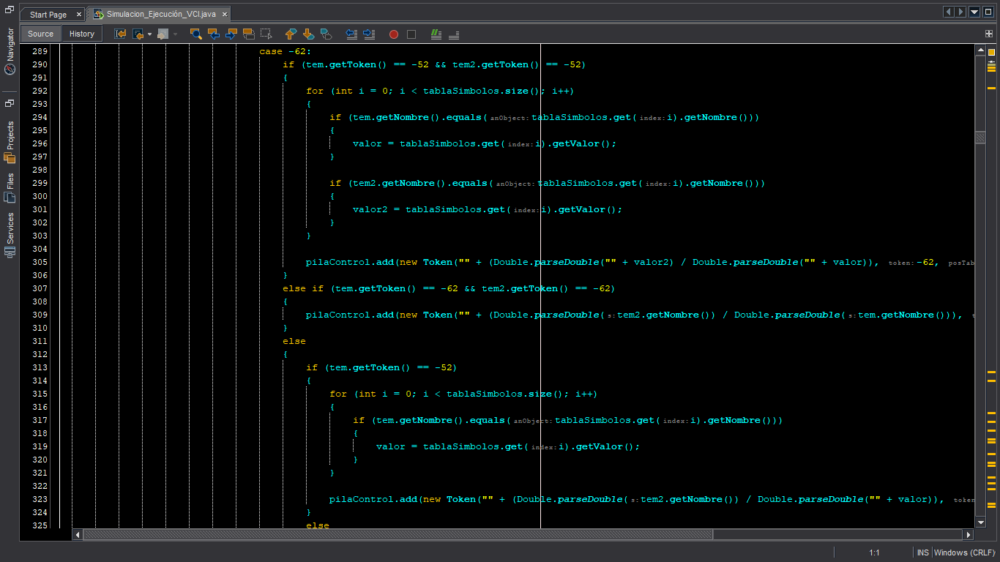 Start Page × Simulacion_Ejecución_VCI.java ×
Source History
Navigator
Projects
Files
Services
289 case -62:
290 if (tem.getToken() == -52 && tem2.getToken() == -52)
291 {
292 for (int i = 0; i < tablaSimbolos.size(); i++)
293 {
294 if (tem.getNombre().equals( anObject: tablaSimbolos.get( index: i).getNombre()))
295 {
296 valor = tablaSimbolos.get( index: i).getValor();
297 }
298
299 if (tem2.getNombre().equals( anObject: tablaSimbolos.get( index: i).getNombre()))
300 {
301 valor2 = tablaSimbolos.get( index: i).getValor();
302 }
303 }
304
305 pilaControl.add(new Token("" + (Double.parseDouble("" + valor2) / Double.parseDouble("" + valor)), token: -62, posTab
306 }
307 else if (tem.getToken() == -62 && tem2.getToken() == -62)
308 {
309 pilaControl.add(new Token("" + (Double.parseDouble( s: tem2.getNombre()) / Double.parseDouble( s: tem.getNombre())), t
310 }
311 else
312 {
313 if (tem.getToken() == -52)
314 {
315 for (int i = 0; i < tablaSimbolos.size(); i++)
316 {
317 if (tem.getNombre().equals( anObject: tablaSimbolos.get( index: i).getNombre()))
318 {
319 valor = tablaSimbolos.get( index: i).getValor();
320 }
321 }
322
323 pilaControl.add(new Token("" + (Double.parseDouble( s: tem2.getNombre()) / Double.parseDouble("" + valor)), token
324 }
325 else
1:1 INS Windows (CRLF)